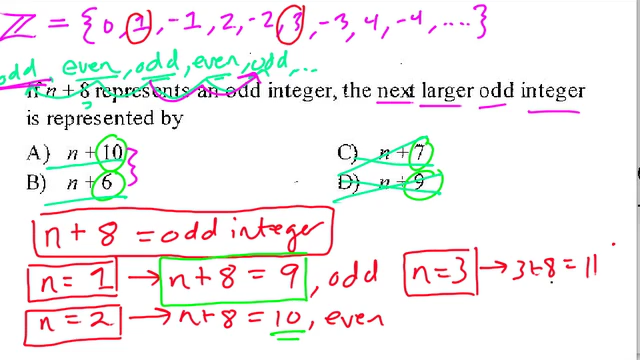 ℤ = {0, 1, -1, 2, -2, 3, -3, 4, -4, ....}
odd, even, odd, even, odd, ...
If n + 8 represents an odd integer, the next larger odd integer
is represented by
A) n + 10
C) n + 7
B) n + 6
D) n + 9
n + 8 = odd integer
n = 1 → n + 8 = 9, odd
n = 3 → 3 + 8 = 11
n = 2 → n + 8 = 10, even